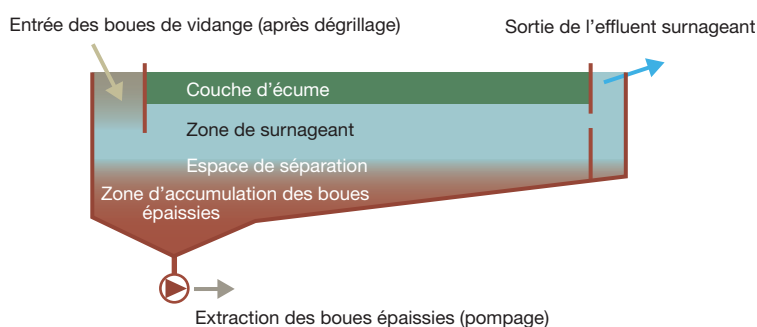 Entrée des boues de vidange (après dégrillage)
Sortie de l’effluent surnageant
Couche d’écume
Zone de surnageant
Espace de séparation
Zone d’accumulation des boues
épaissies
Extraction des boues épaissies (pompage)